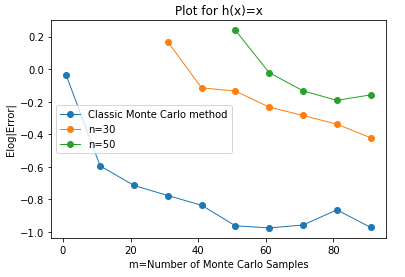 Plot for h(x)=x
Elog|Error|
0.2
0.0
−0.2
−0.4
−0.6
−0.8
−1.0
Classic Monte Carlo method
n=30
n=50
0
20
40
60
80
m=Number of Monte Carlo Samples